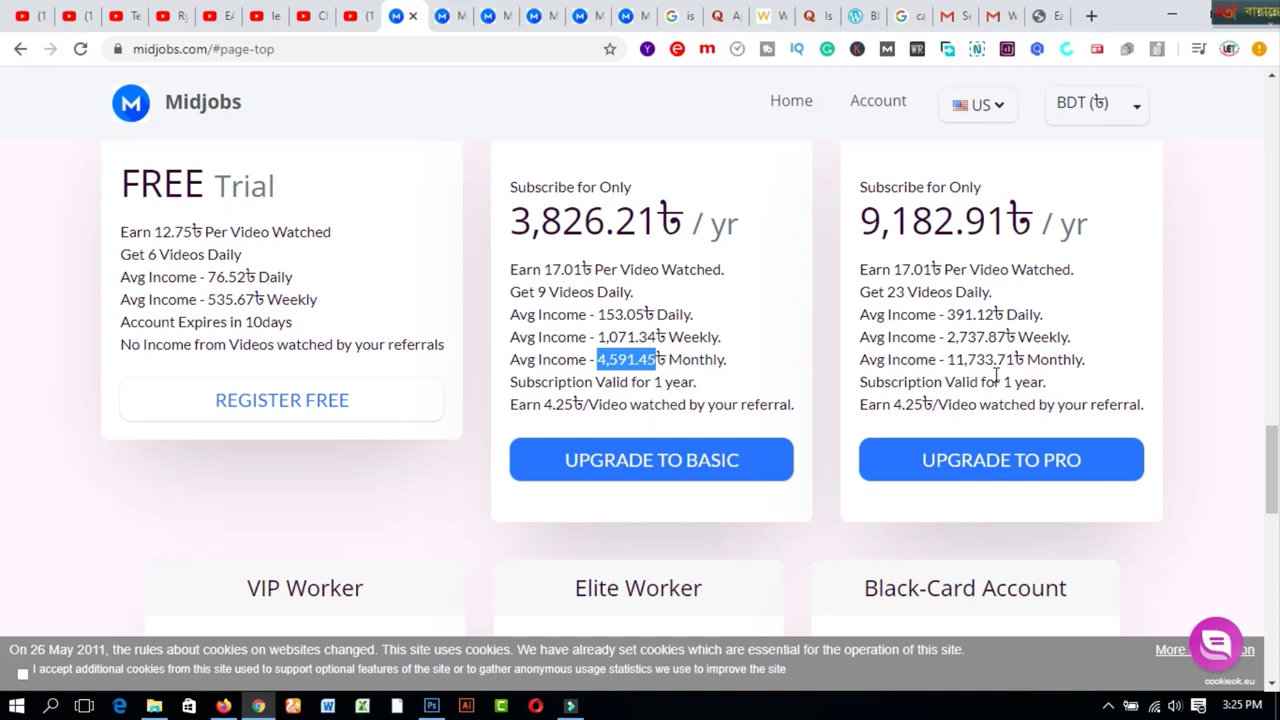 midjobs.com/#page-top
Midjobs
Home
Account
US
BDT (৳)
FREE Trial
Earn 12.75৳ Per Video Watched
Get 6 Videos Daily
Avg Income - 76.52৳ Daily
Avg Income - 535.67৳ Weekly
Account Expires in 10days
No Income from Videos watched by your referrals
REGISTER FREE
Subscribe for Only
3,826.21৳ / yr
Earn 17.01৳ Per Video Watched.
Get 9 Videos Daily.
Avg Income - 153.05৳ Daily.
Avg Income - 1,071.34৳ Weekly.
Avg Income - 4,591.45৳ Monthly.
Subscription Valid for 1 year.
Earn 4.25৳/Video watched by your referral.
UPGRADE TO BASIC
Subscribe for Only
9,182.91৳ / yr
Earn 17.01৳ Per Video Watched.
Get 23 Videos Daily.
Avg Income - 391.12৳ Daily.
Avg Income - 2,737.87৳ Weekly.
Avg Income - 11,733.71৳ Monthly.
Subscription Valid for 1 year.
Earn 4.25৳/Video watched by your referral.
UPGRADE TO PRO
VIP Worker
Elite Worker
Black-Card Account
On 26 May 2011, the rules about cookies on websites changed. This site uses cookies. We have already set cookies which are essential for the operation of this site.
More
I accept additional cookies from this site used to support optional features of the site or to gather anonymous usage statistics we use to improve the site
cookieok.eu
3:25 PM